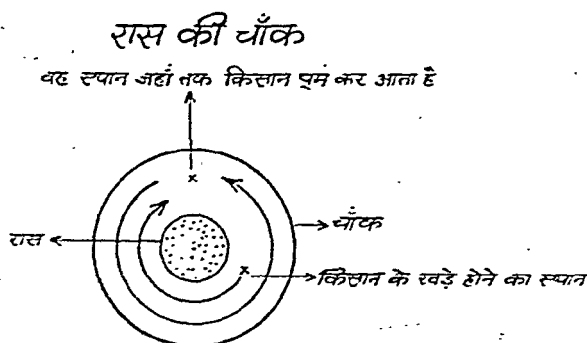 रास की चाँक
वह स्थान जहाँ तक किसान घूम कर आता है
रास
चाँक
किसान के खड़े होने का स्थान